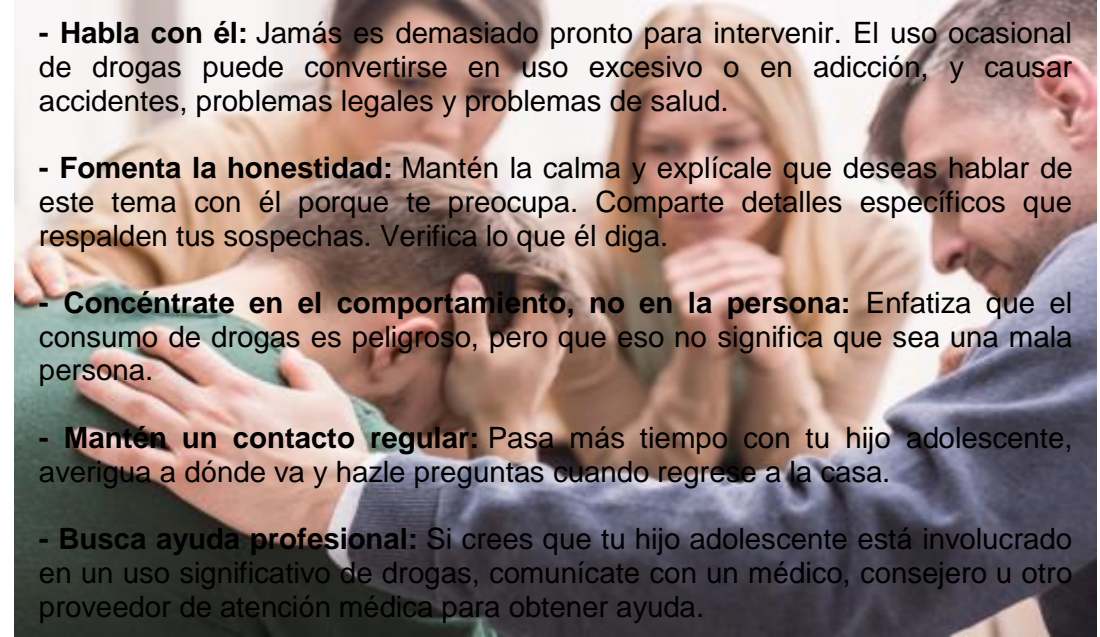 - Habla con él: Jamás es demasiado pronto para intervenir. El uso ocasional
de drogas puede convertirse en uso excesivo o en adicción, y causar
accidentes, problemas legales y problemas de salud.
- Fomenta la honestidad: Mantén la calma y explícale que deseas hablar de
este tema con él porque te preocupa. Comparte detalles específicos que
respalden tus sospechas. Verifica lo que él diga.
- Concéntrate en el comportamiento, no en la persona: Enfatiza que el
consumo de drogas es peligroso, pero que eso no significa que sea una mala
persona.
- Mantén un contacto regular: Pasa más tiempo con tu hijo adolescente,
averigua a dónde va y hazle preguntas cuando regrese a la casa.
- Busca ayuda profesional: Si crees que tu hijo adolescente está involucrado
en un uso significativo de drogas, comunícate con un médico, consejero u otro
proveedor de atención médica para obtener ayuda.